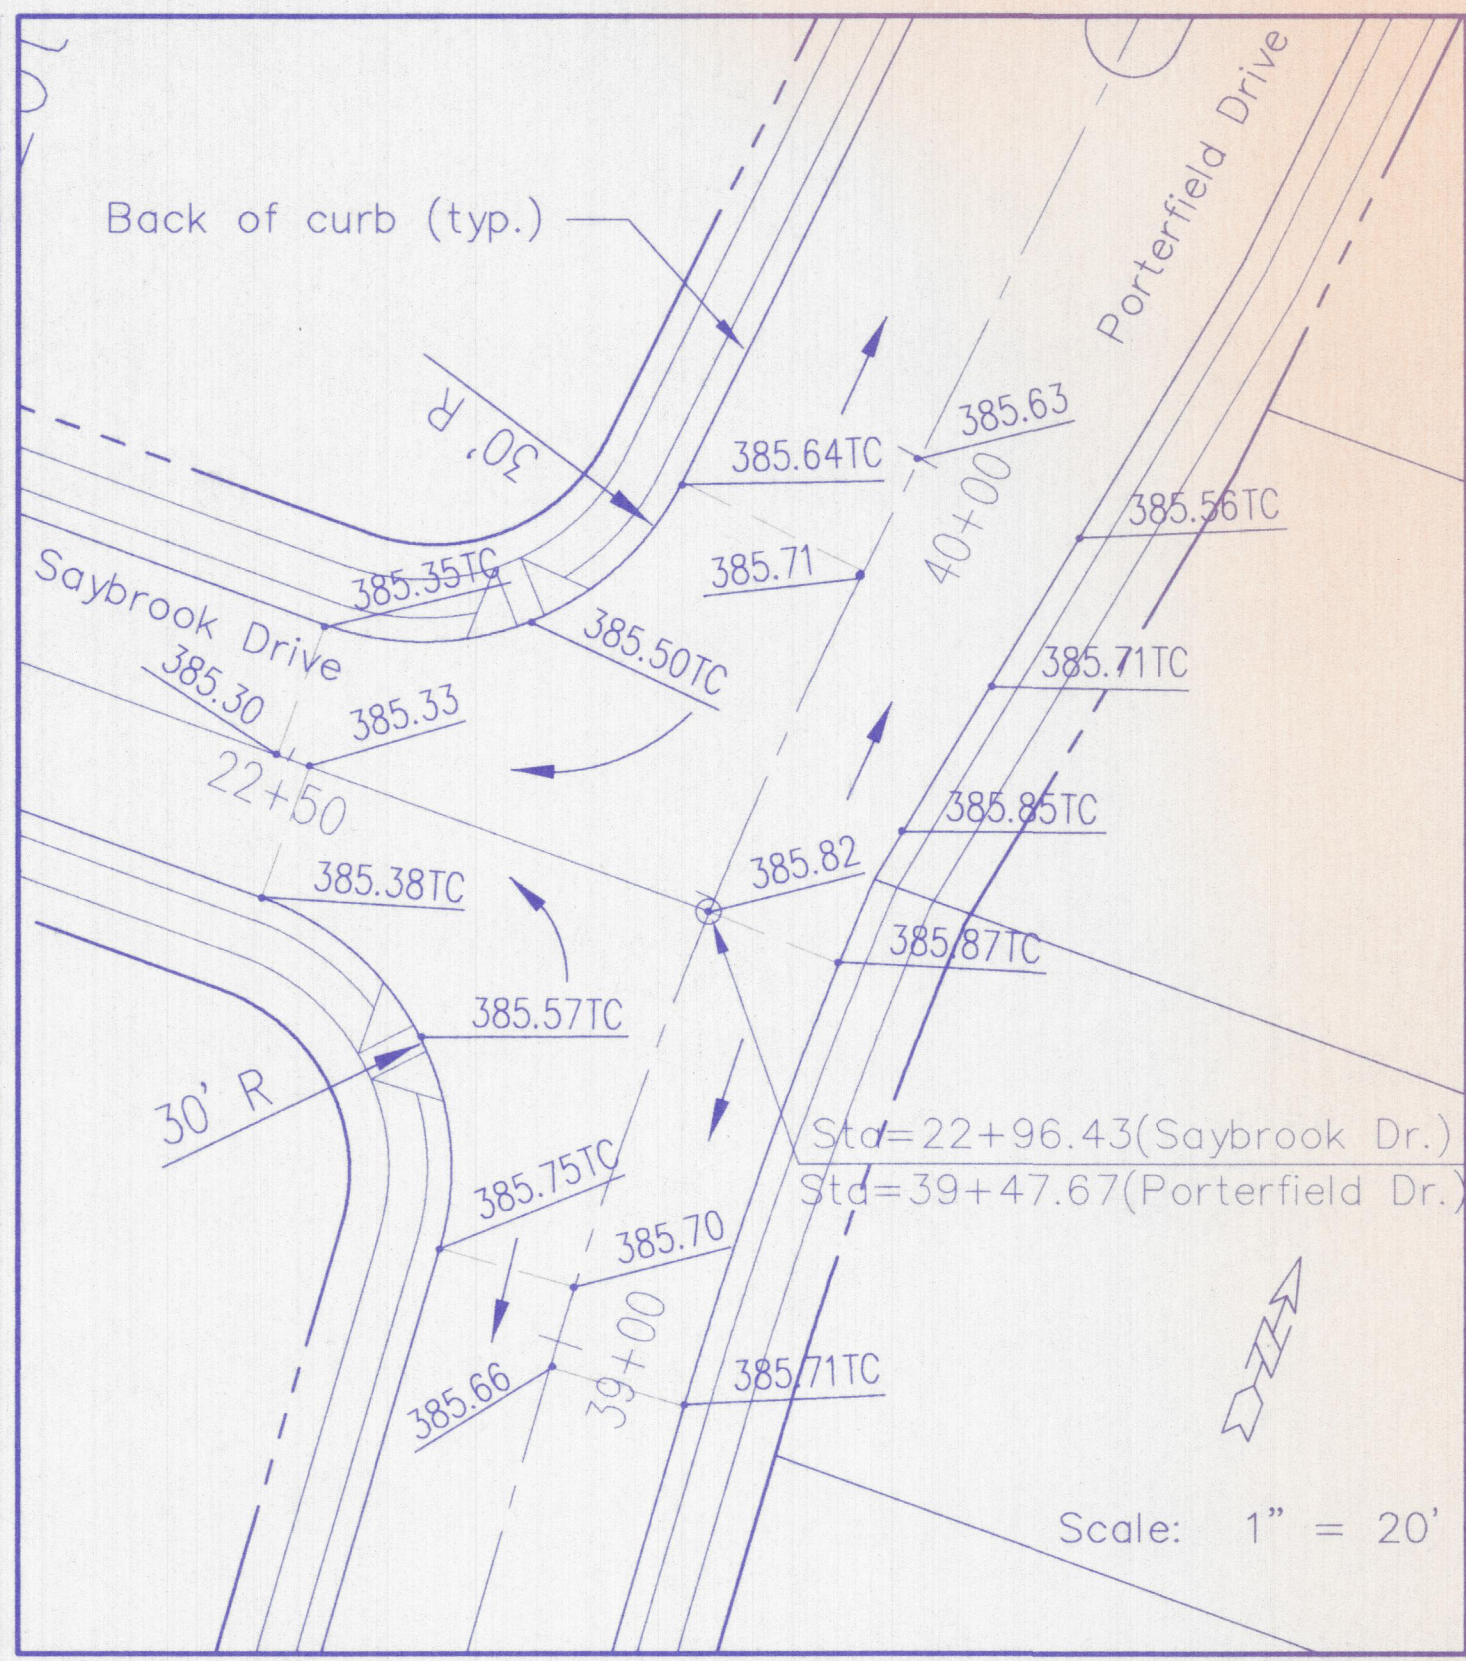 Porterfield Drive
Back of curb (typ.)
30' R
385.63
385.64TC
40+00
385.56TC
385.71
385.35TC
Saybrook Drive
385.50TC
385.71TC
385.30
385.33
22+50
385.85TC
385.82
385.38TC
385.87TC
385.57TC
30' R
Sta=22+96.43(Saybrook Dr.)
Sta=39+47.67(Porterfield Dr.)
385.75TC
385.70
39+00
385.71TC
385.66
N
Scale: 1" = 20'